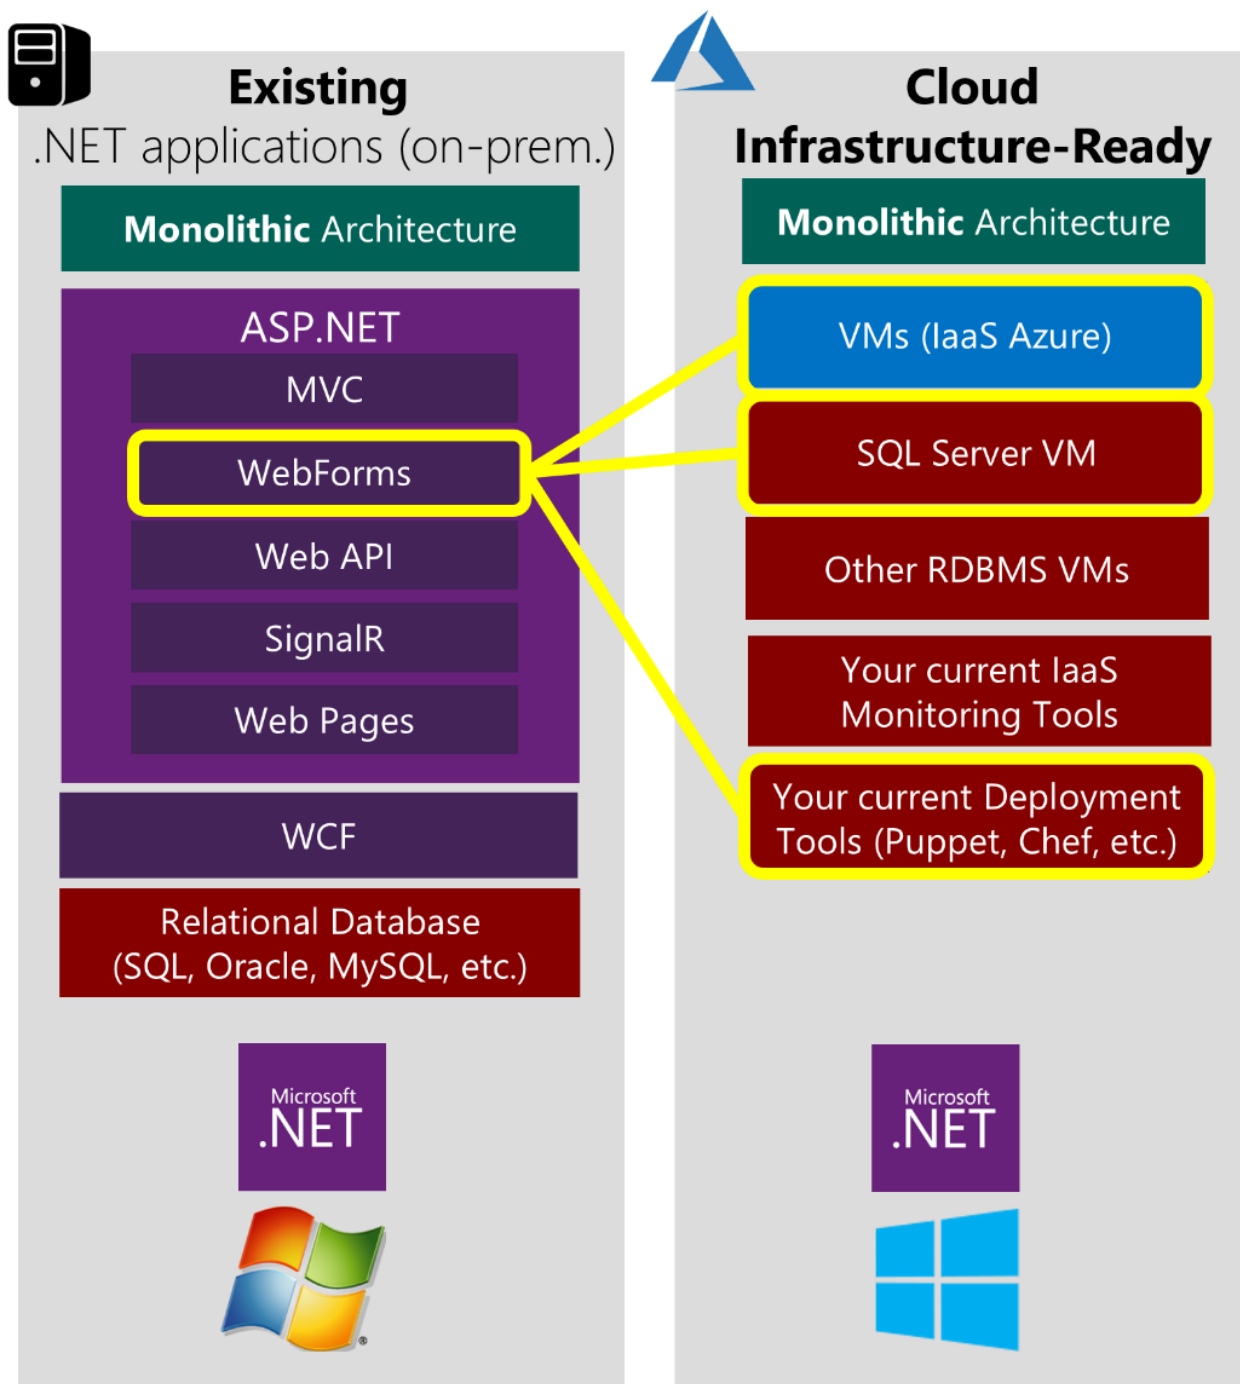 Existing
.NET applications (on-prem.)
Monolithic Architecture
ASP.NET
MVC
WebForms
Web API
SignalR
Web Pages
WCF
Relational Database
(SQL, Oracle, MySQL, etc.)
Microsoft
.NET
®
Cloud
Infrastructure-Ready
Monolithic Architecture
VMs (IaaS Azure)
SQL Server VM
Other RDBMS VMs
Your current IaaS
Monitoring Tools
Your current Deployment
Tools (Puppet, Chef, etc.)
Microsoft
.NET